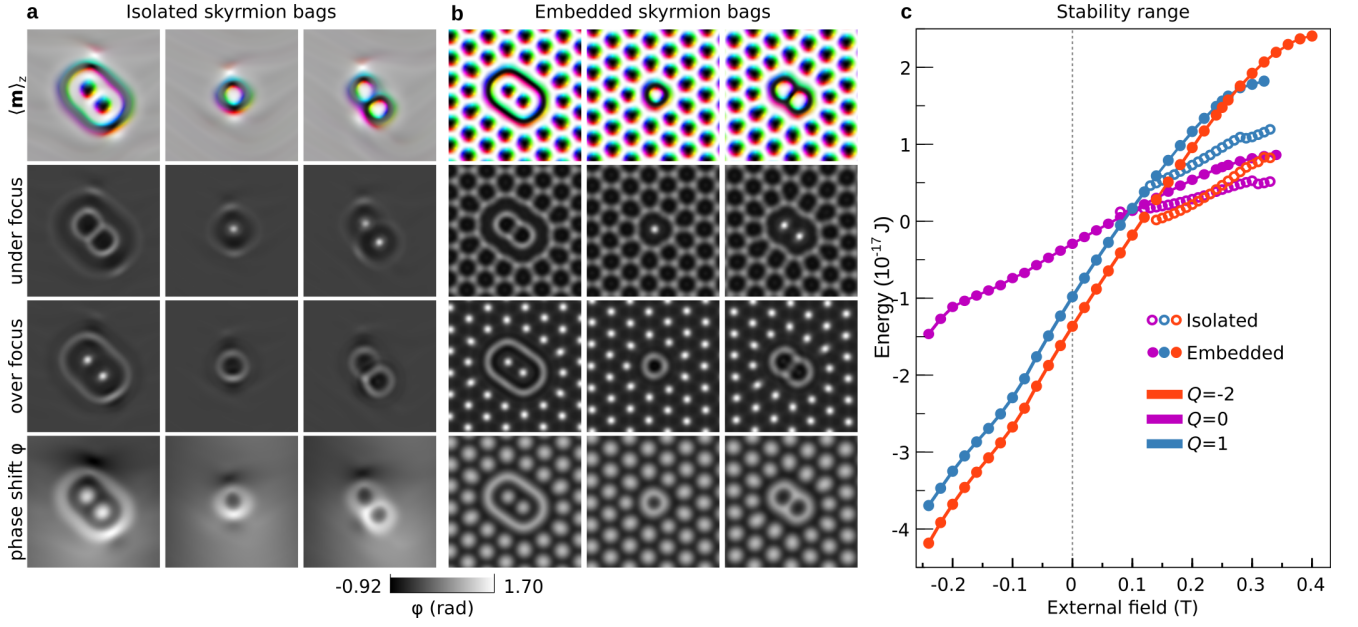 a Isolated skyrmion bags
b Embedded skyrmion bags
c Stability range
⟨m⟩z
under focus
over focus
phase shift φ
-0.92 1.70
φ (rad)
Energy (10⁻¹⁷ J)
2
1
0
-1
-2
-3
-4
Isolated
Embedded
Q=-2
Q=0
Q=1
-0.2 -0.1 0 0.1 0.2 0.3 0.4
External field (T)